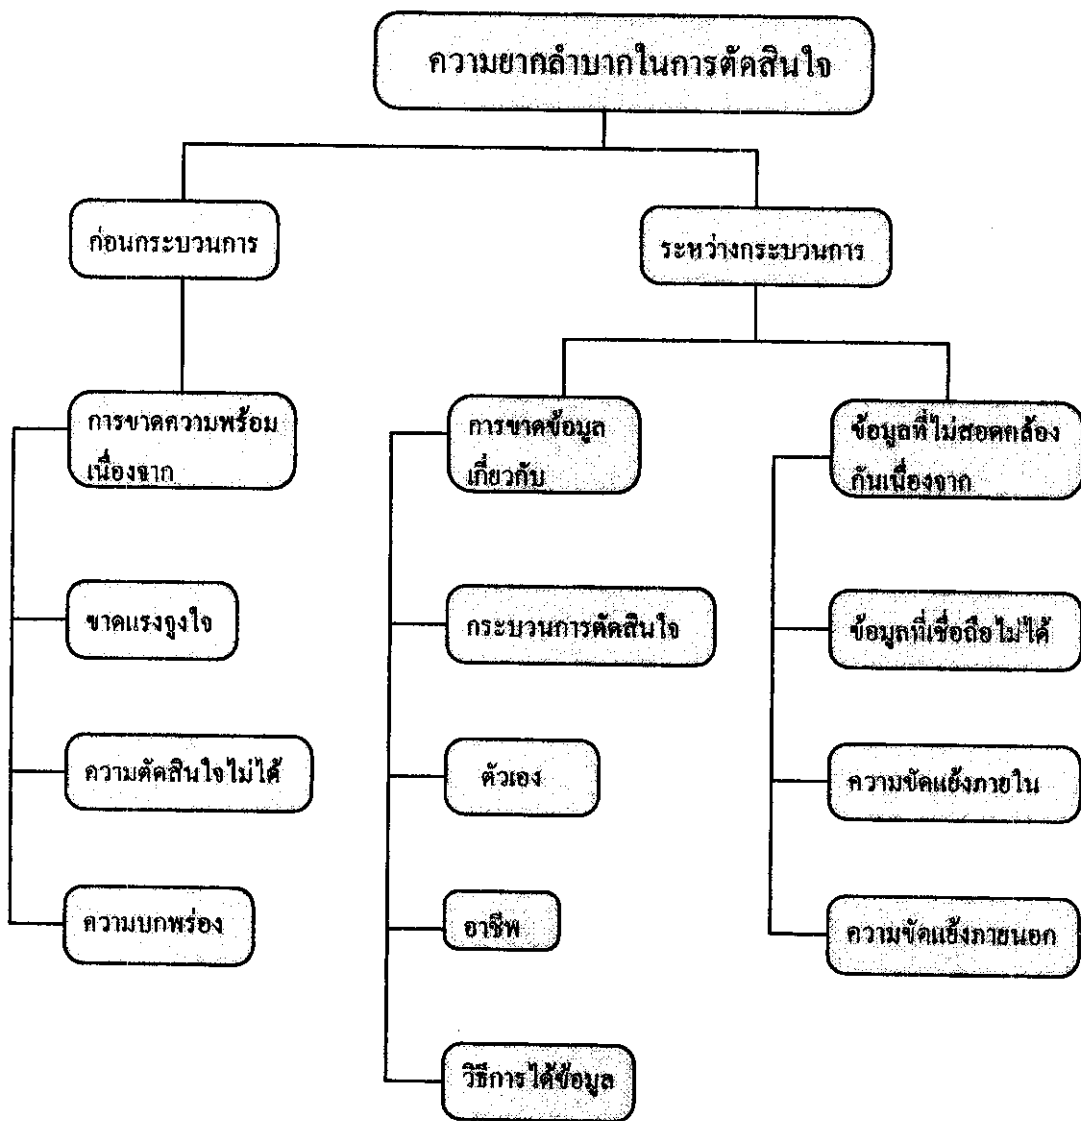 ความยากลำบากในการตัดสินใจ
ก่อนกระบวนการ
ระหว่างกระบวนการ
การขาดความพร้อม
เนื่องจาก
ขาดแรงจูงใจ
ความตัดสินใจไม่ได้
ความบกพร่อง
การขาดข้อมูล
เกี่ยวกับ
กระบวนการตัดสินใจ
ตัวเอง
อาชีพ
วิธีการได้ข้อมูล
ข้อมูลที่ไม่สอดคล้อง
กันเนื่องจาก
ข้อมูลที่เชื่อถือไม่ได้
ความขัดแย้งภายใน
ความขัดแย้งภายนอก